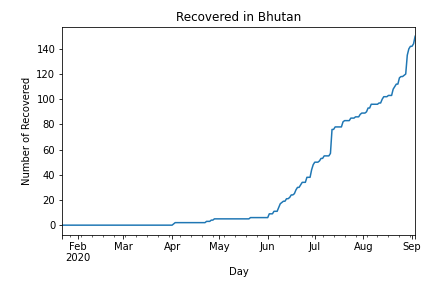 Recovered in Bhutan
Number of Recovered
140
120
100
80
60
40
20
0
Feb Mar Apr May Jun Jul Aug Sep
2020
Day